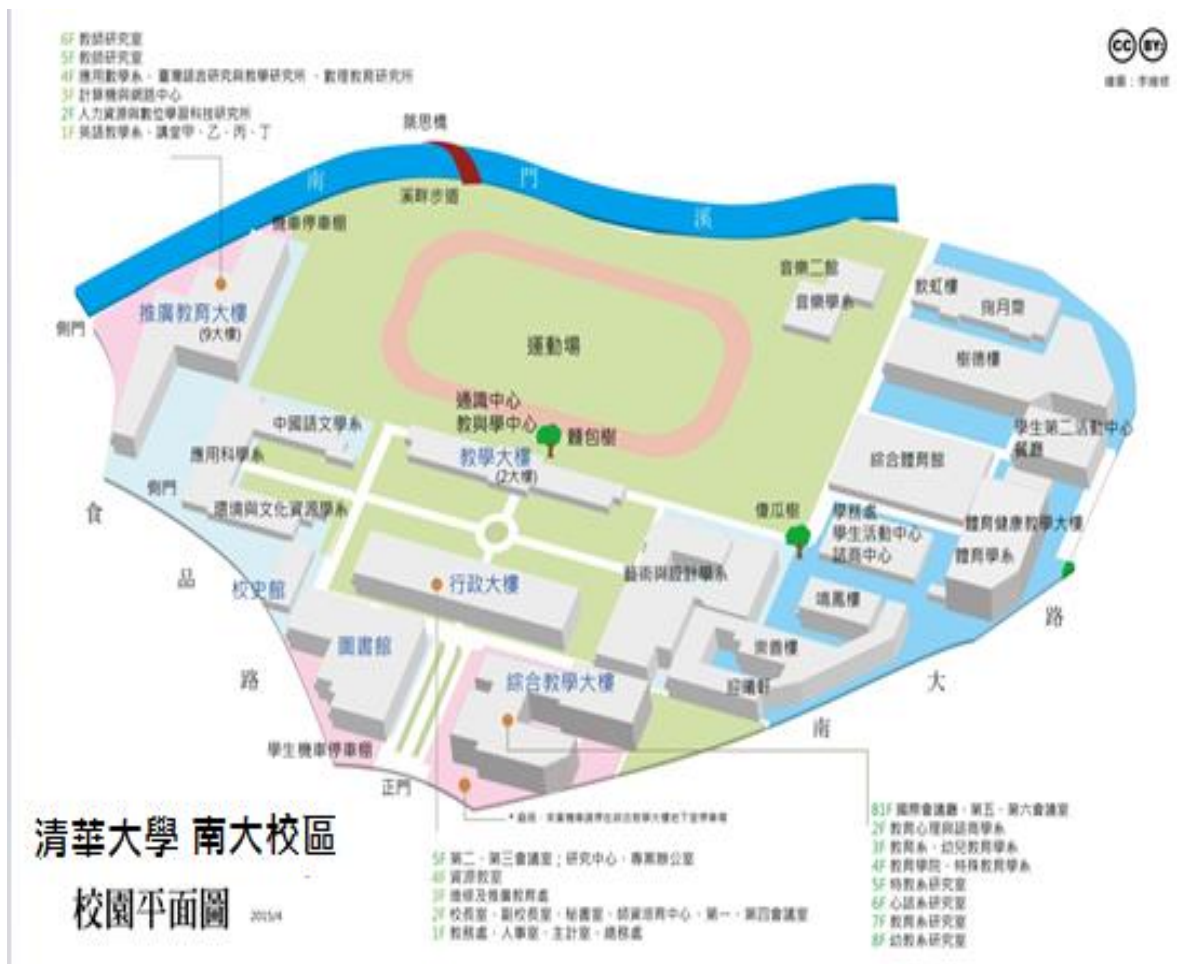 6F 教師研究室
5F 教師研究室
4F 應用數學系、臺灣語言研究與教學研究所、數理教育研究所
3F 計算機與網路中心
2F 人力資源與數位學習科技研究所
1F 英語教學系、講堂甲、乙、丙、丁
CC BY:
南門溪
溪畔步道
機車停車棚
音樂二館
音樂學系
飲虹樓
掬月齋
側門
推廣教育大樓
(9大樓)
運動場
樹德樓
通識中心
教與學中心
麵包樹
中國語文學系
教學大樓
(2大樓)
學生第二活動中心
餐廳
應用科學系
綜合體育館
側門
環境與文化資源學系
傻瓜樹
學務處
學生活動中心
諮商中心
體育健康教學大樓
體育學系
食品路
校史館
行政大樓
藝術與設計學系
鳴鳳樓
圖書館
崇善樓
綜合教學大樓
迎曦軒
南大路
學生機車停車棚
正門
清華大學 南大校區
校園平面圖 2015/4
5F 第二、第三會議室；研究中心、專案辦公室
4F 資源教室
3F 進修及推廣教育處
2F 校長室、副校長室、秘書室、師資培育中心、第一、第四會議室
1F 教務處、人事室、主計室、總務處
B1F 國際會議廳、第五、第六會議室
2F 教育心理與諮商學系
3F 教育系、幼兒教育學系
4F 教育學院、特殊教育學系
5F 特教系研究室
6F 心諮系研究室
7F 教育系研究室
8F 幼教系研究室